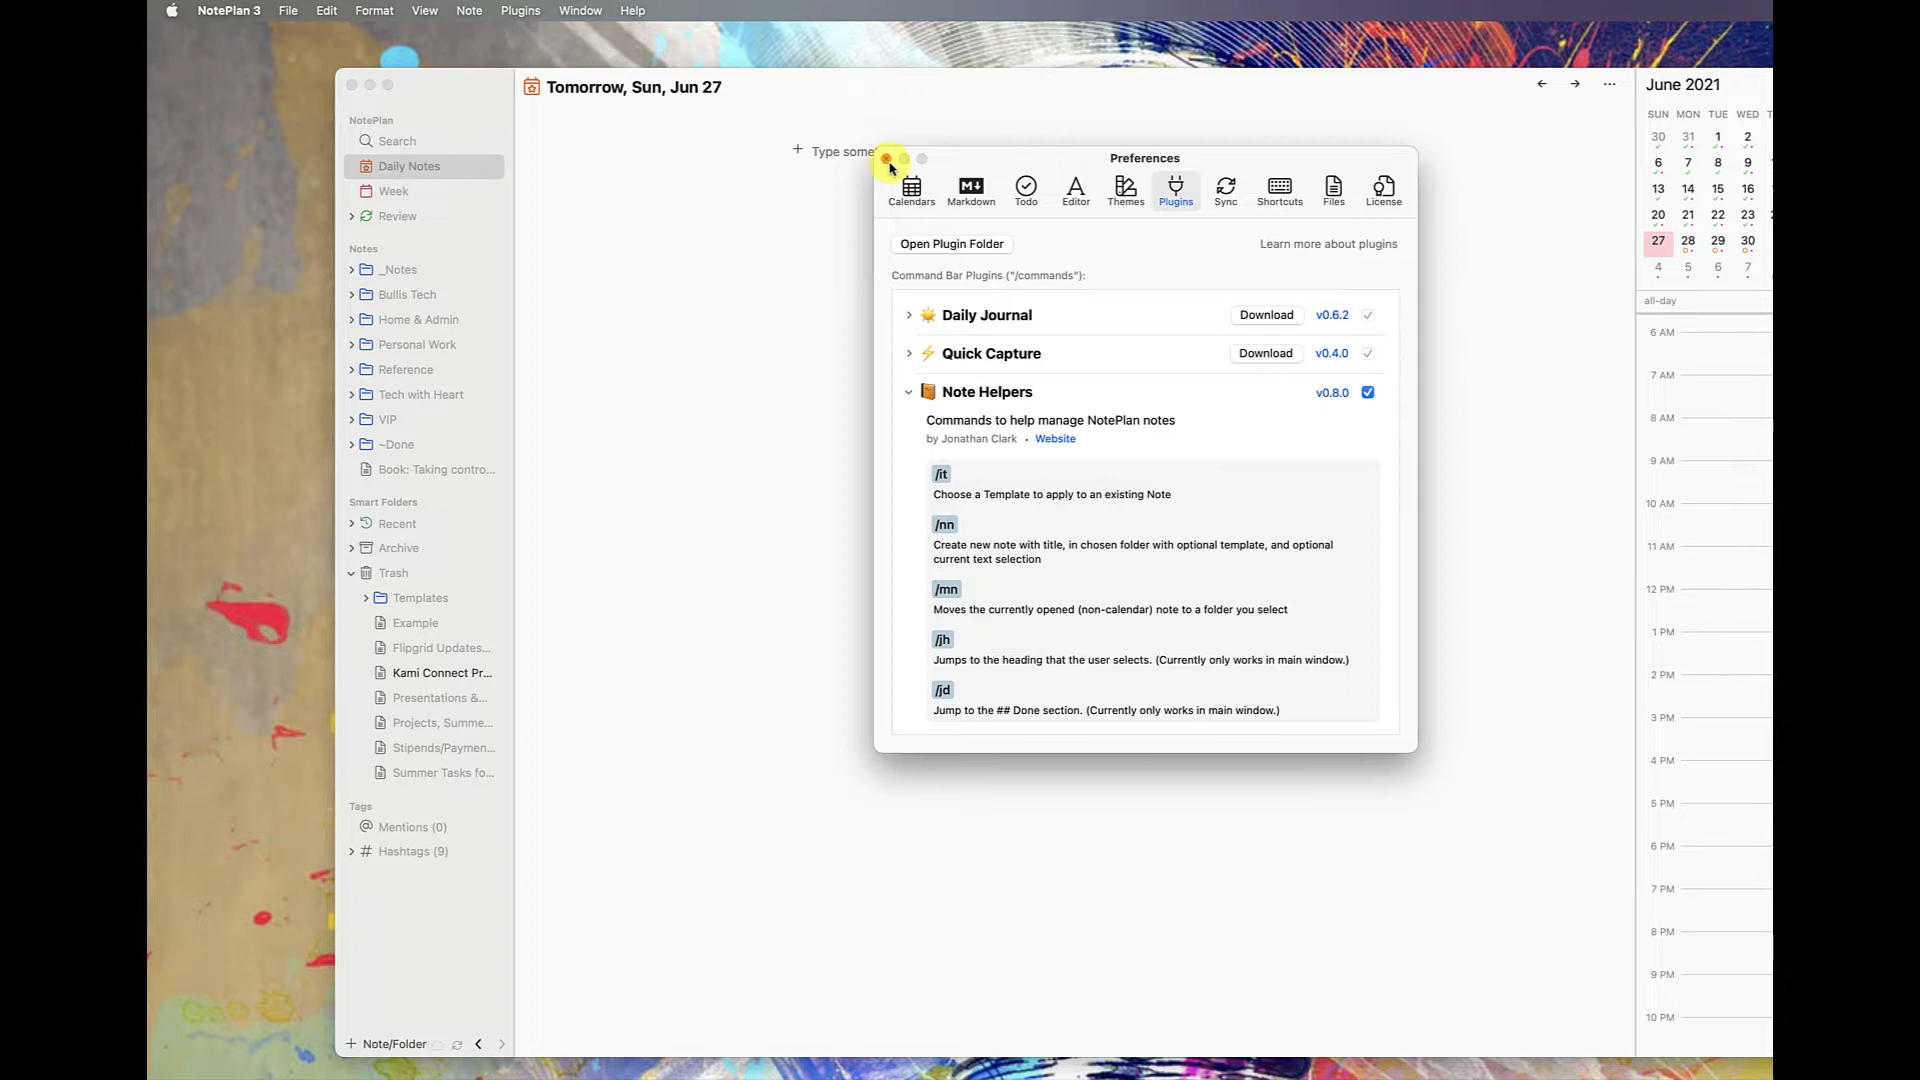 NotePlan 3 File Edit Format View Note Plugins Window Help
NotePlan
Search
Daily Notes
Week
Review
Notes
_Notes
Bullis Tech
Home & Admin
Personal Work
Reference
Tech with Heart
VIP
~Done
Book: Taking contro...
Smart Folders
Recent
Archive
Trash
Templates
Example
Flipgrid Updates...
Kami Connect Pr...
Presentations &...
Projects, Summe...
Stipends/Paymen...
Summer Tasks fo...
Tags
@ Mentions (0)
# Hashtags (9)
+ Note/Folder
Tomorrow, Sun, Jun 27
+ Type some
Preferences
Calendars Markdown Todo Editor Themes Plugins Sync Shortcuts Files License
Open Plugin Folder Learn more about plugins
Command Bar Plugins ("/commands"):
Daily Journal Download v0.6.2
Quick Capture Download v0.4.0
Note Helpers v0.8.0
Commands to help manage NotePlan notes
by Jonathan Clark • Website
/it
Choose a Template to apply to an existing Note
/nn
Create new note with title, in chosen folder with optional template, and optional
current text selection
/mn
Moves the currently opened (non-calendar) note to a folder you select
/jh
Jumps to the heading that the user selects. (Currently only works in main window.)
/jd
Jump to the ## Done section. (Currently only works in main window.)
June 2021
SUN MON TUE WED T
30 31 1 2
6 7 8 9
13 14 15 16
20 21 22 23
27 28 29 30
4 5 6 7
all-day
6 AM
7 AM
8 AM
9 AM
10 AM
11 AM
12 PM
1 PM
2 PM
3 PM
4 PM
5 PM
6 PM
7 PM
8 PM
9 PM
10 PM